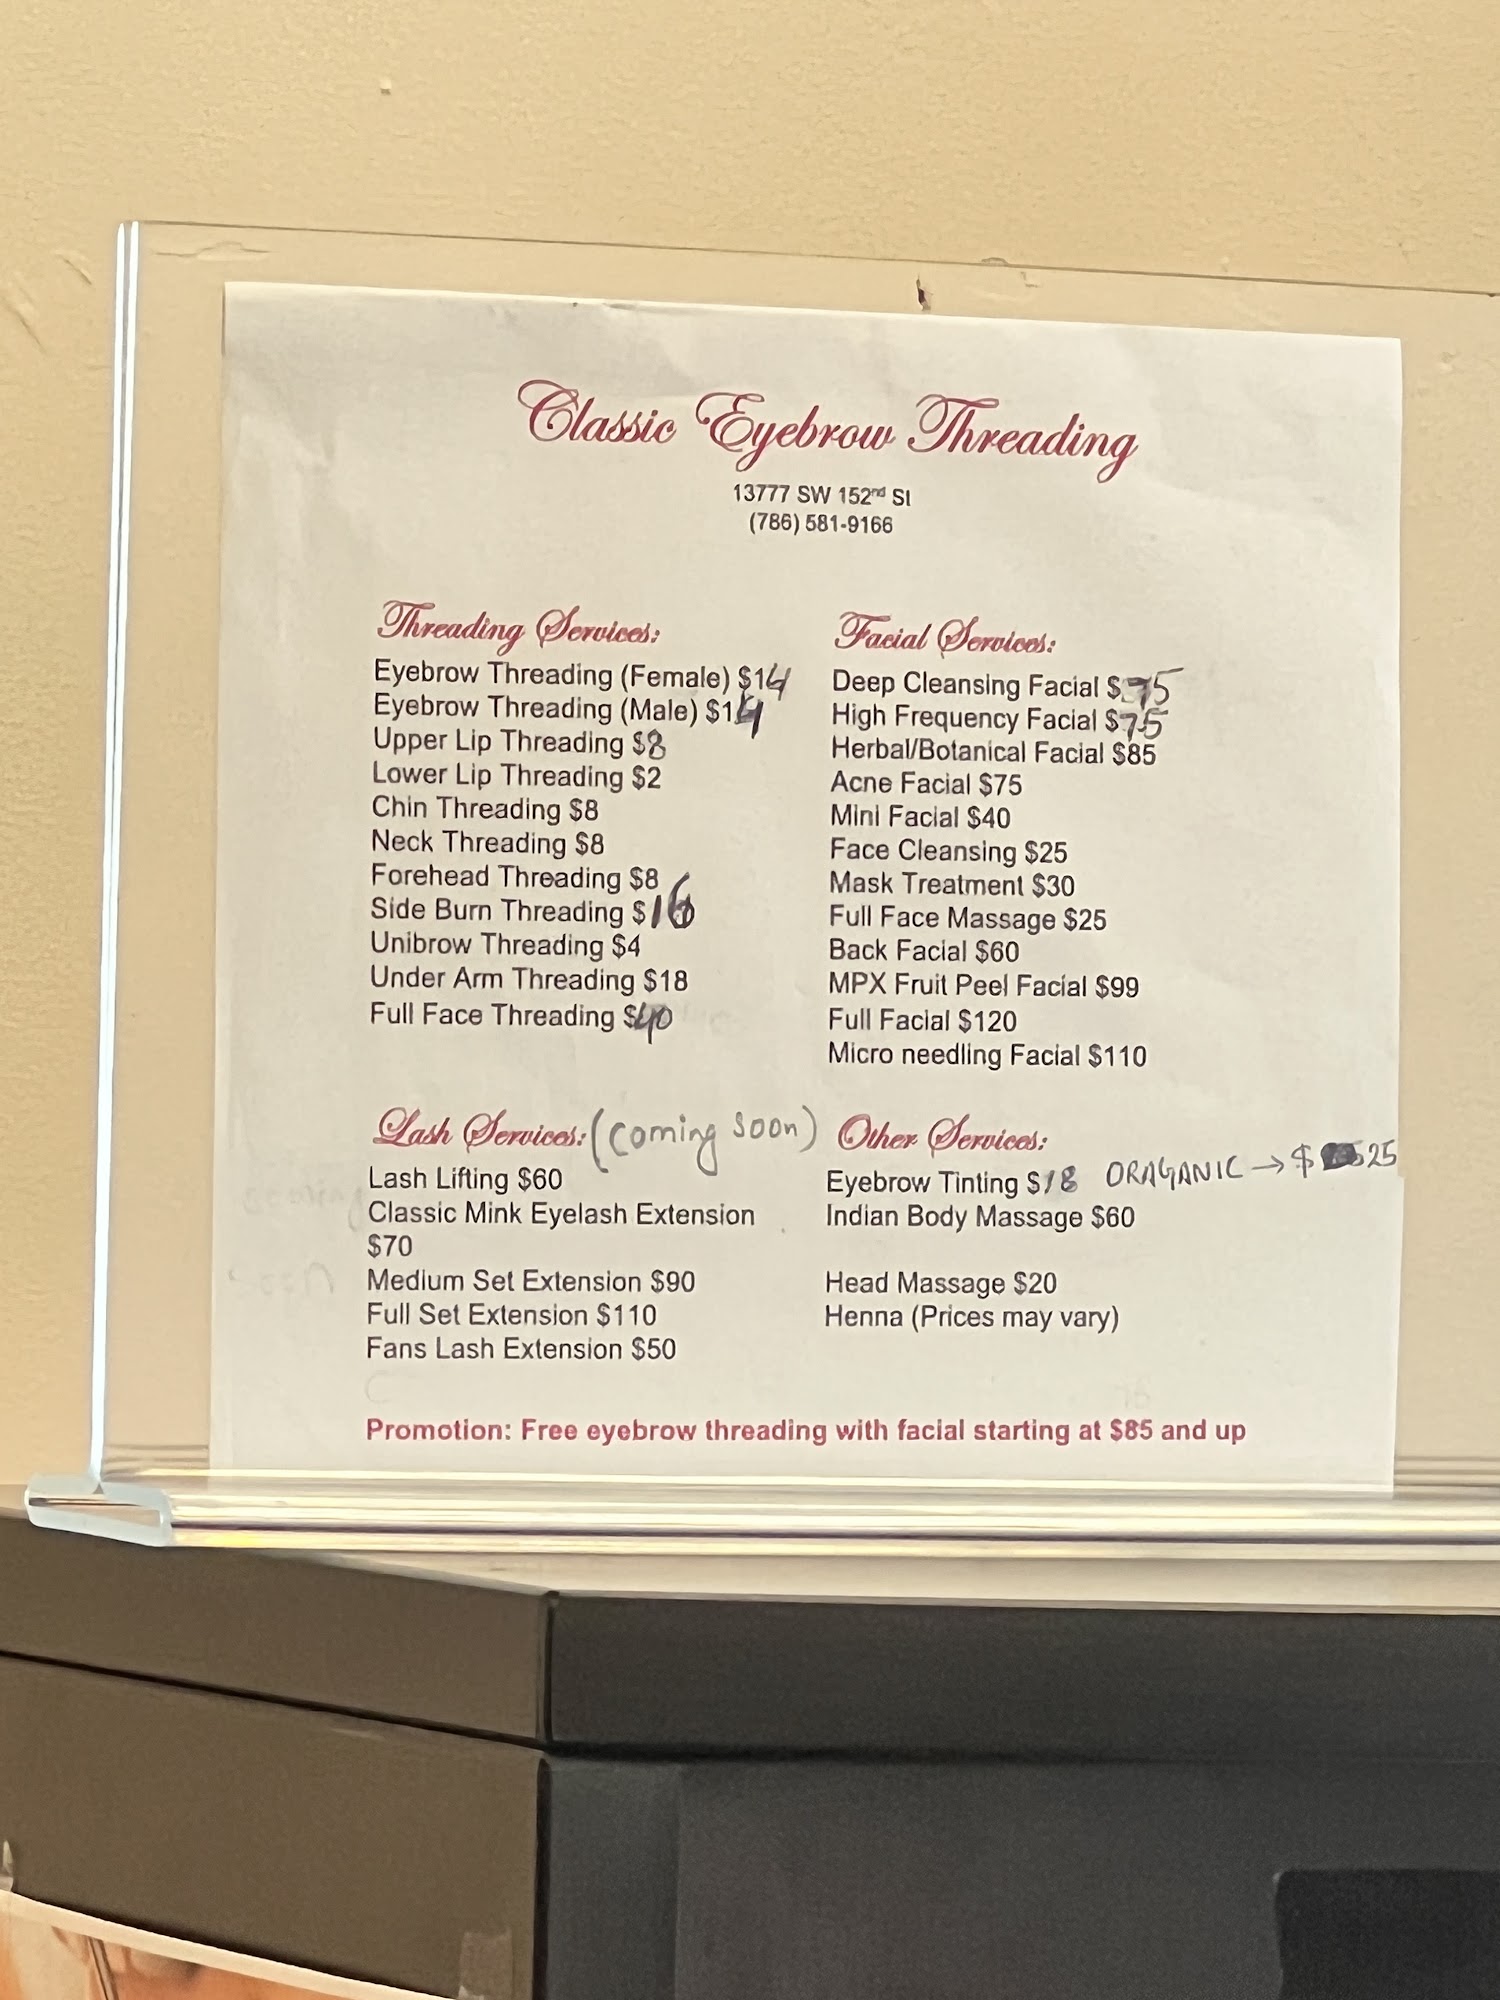 Classic Eyebrow Threading
13777 SW 152nd St
(786) 581-9166
Threading Services:
Eyebrow Threading (Female) $14
Eyebrow Threading (Male) $14
Upper Lip Threading $8
Lower Lip Threading $2
Chin Threading $8
Neck Threading $8
Forehead Threading $8
Side Burn Threading $16
Unibrow Threading $4
Under Arm Threading $18
Full Face Threading $40
Facial Services:
Deep Cleansing Facial $75
High Frequency Facial $75
Herbal/Botanical Facial $85
Acne Facial $75
Mini Facial $40
Face Cleansing $25
Mask Treatment $30
Full Face Massage $25
Back Facial $60
MPX Fruit Peel Facial $99
Full Facial $120
Micro needling Facial $110
Lash Services: (coming soon)
Lash Lifting $60
Classic Mink Eyelash Extension
$70
Medium Set Extension $90
Full Set Extension $110
Fans Lash Extension $50
Other Services:
Eyebrow Tinting $18 ORAGANIC → $25
Indian Body Massage $60
Head Massage $20
Henna (Prices may vary)
Promotion: Free eyebrow threading with facial starting at $85 and up